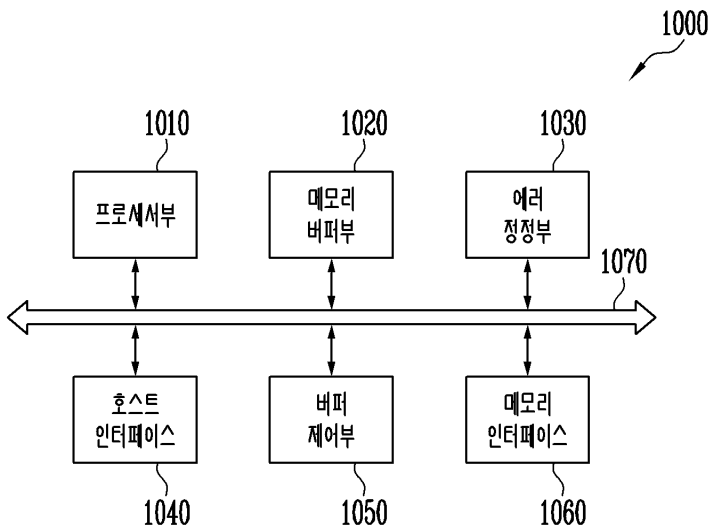 1000
1010
1020
1030
프로세서부
메모리
버퍼부
에러
정정부
1070
호스트
인터페이스
버퍼
제어부
메모리
인터페이스
1040
1050
1060